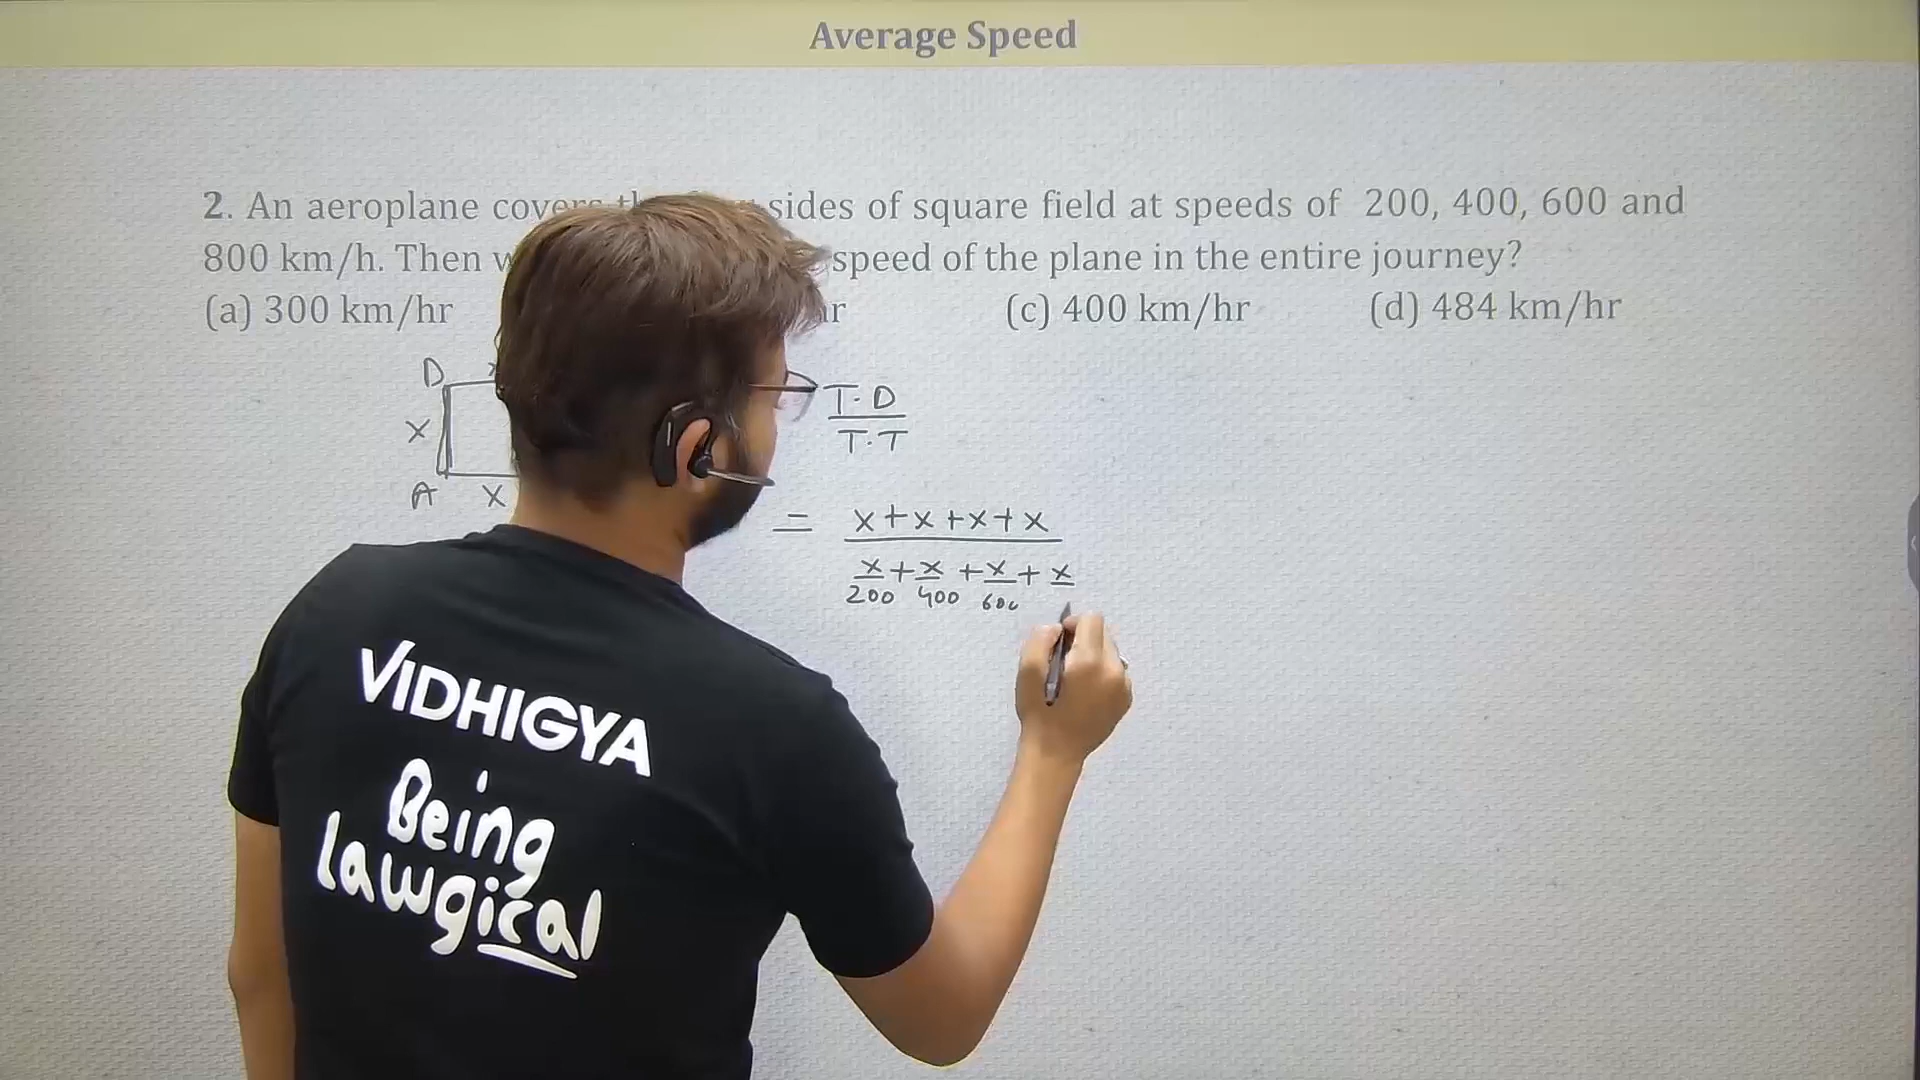 Average Speed
2. An aeroplane covers sides of square field at speeds of 200, 400, 600 and
800 km/h. Then speed of the plane in the entire journey?
(a) 300 km/hr (c) 400 km/hr (d) 484 km/hr
D
X
A X
T.D
T.T
= x+x+x+x
x/200 + x/400 + x/600 + x
VIDHIGYA
Being
lawgical